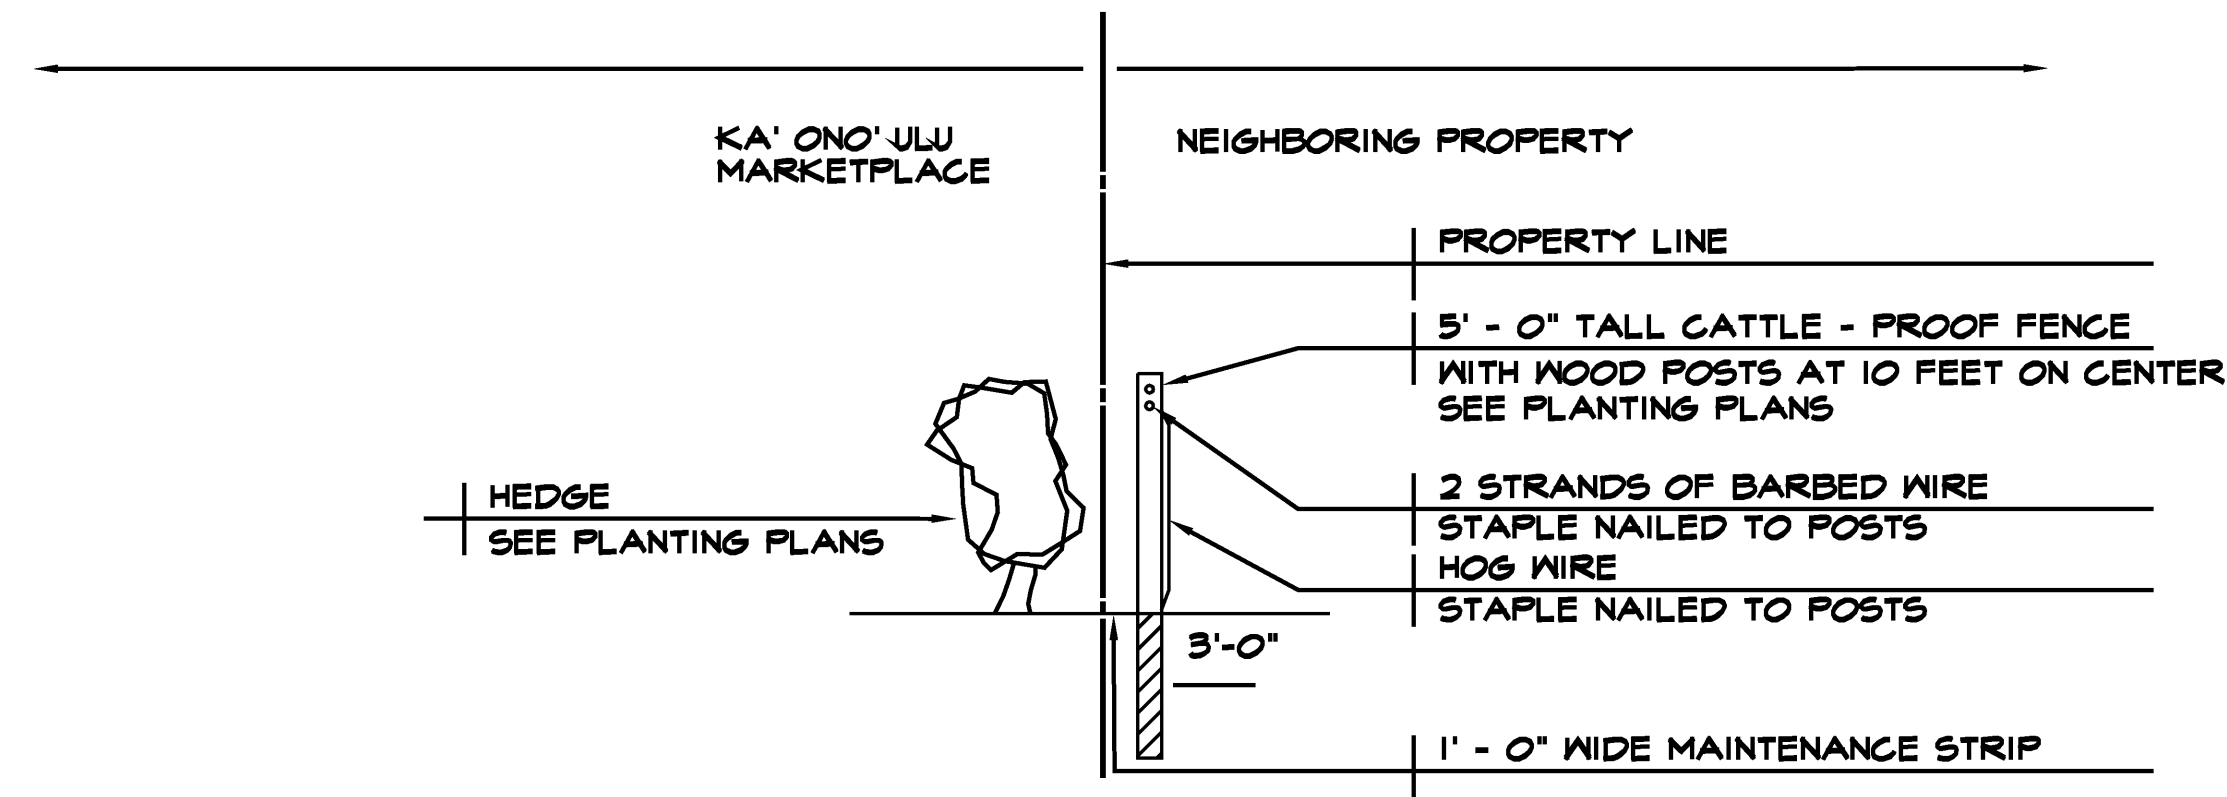 KA' ONO' ULU
MARKETPLACE
NEIGHBORING PROPERTY
PROPERTY LINE
5' - 0" TALL CATTLE - PROOF FENCE
WITH WOOD POSTS AT 10 FEET ON CENTER
SEE PLANTING PLANS
2 STRANDS OF BARBED WIRE
STAPLE NAILED TO POSTS
HOG WIRE
STAPLE NAILED TO POSTS
HEDGE
SEE PLANTING PLANS
3'-0"
1' - 0" WIDE MAINTENANCE STRIP